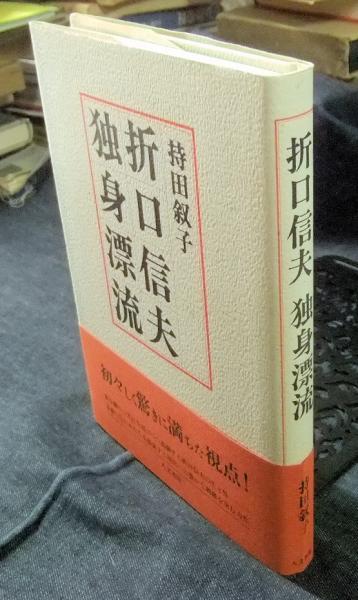 持田叙子
折口信夫
独身漂流
初々しい驚きに満ちた視点!
折口信夫 独身漂流
持田叙子